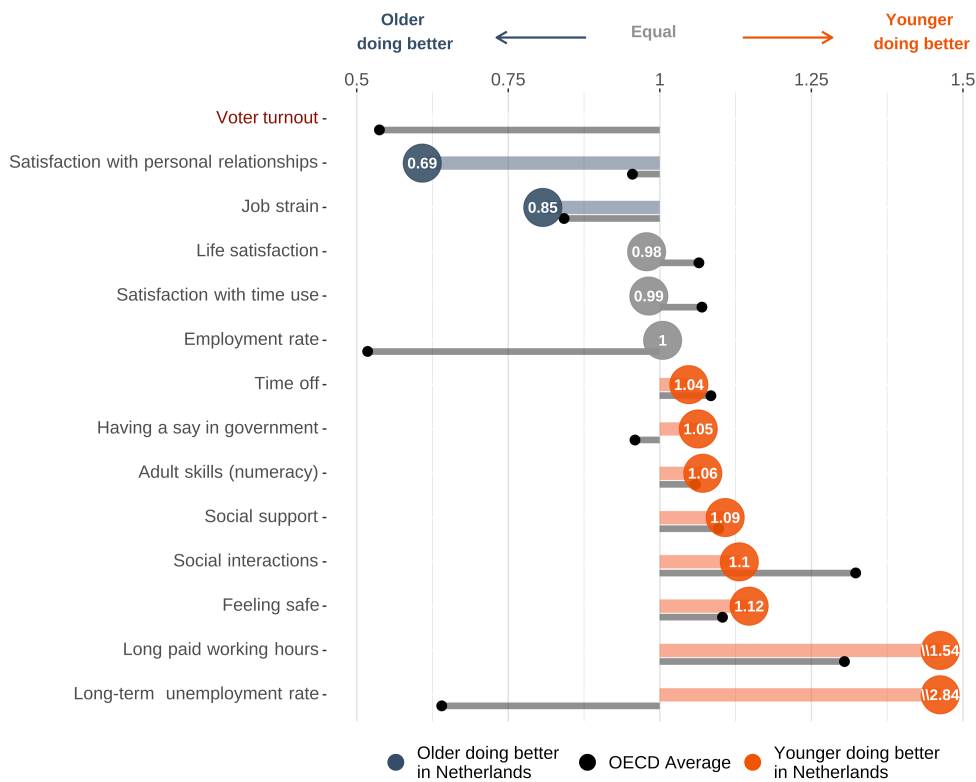 Older
doing better
Equal
Younger
doing better
0.5 0.75 1 1.25 1.5
Voter turnout
Satisfaction with personal relationships 0.69
Job strain 0.85
Life satisfaction 0.98
Satisfaction with time use 0.99
Employment rate 1
Time off 1.04
Having a say in government 1.05
Adult skills (numeracy) 1.06
Social support 1.09
Social interactions 1.1
Feeling safe 1.12
Long paid working hours \\1.54
Long-term  unemployment rate \\2.84
Older doing better
in Netherlands
OECD Average
Younger doing better
in Netherlands